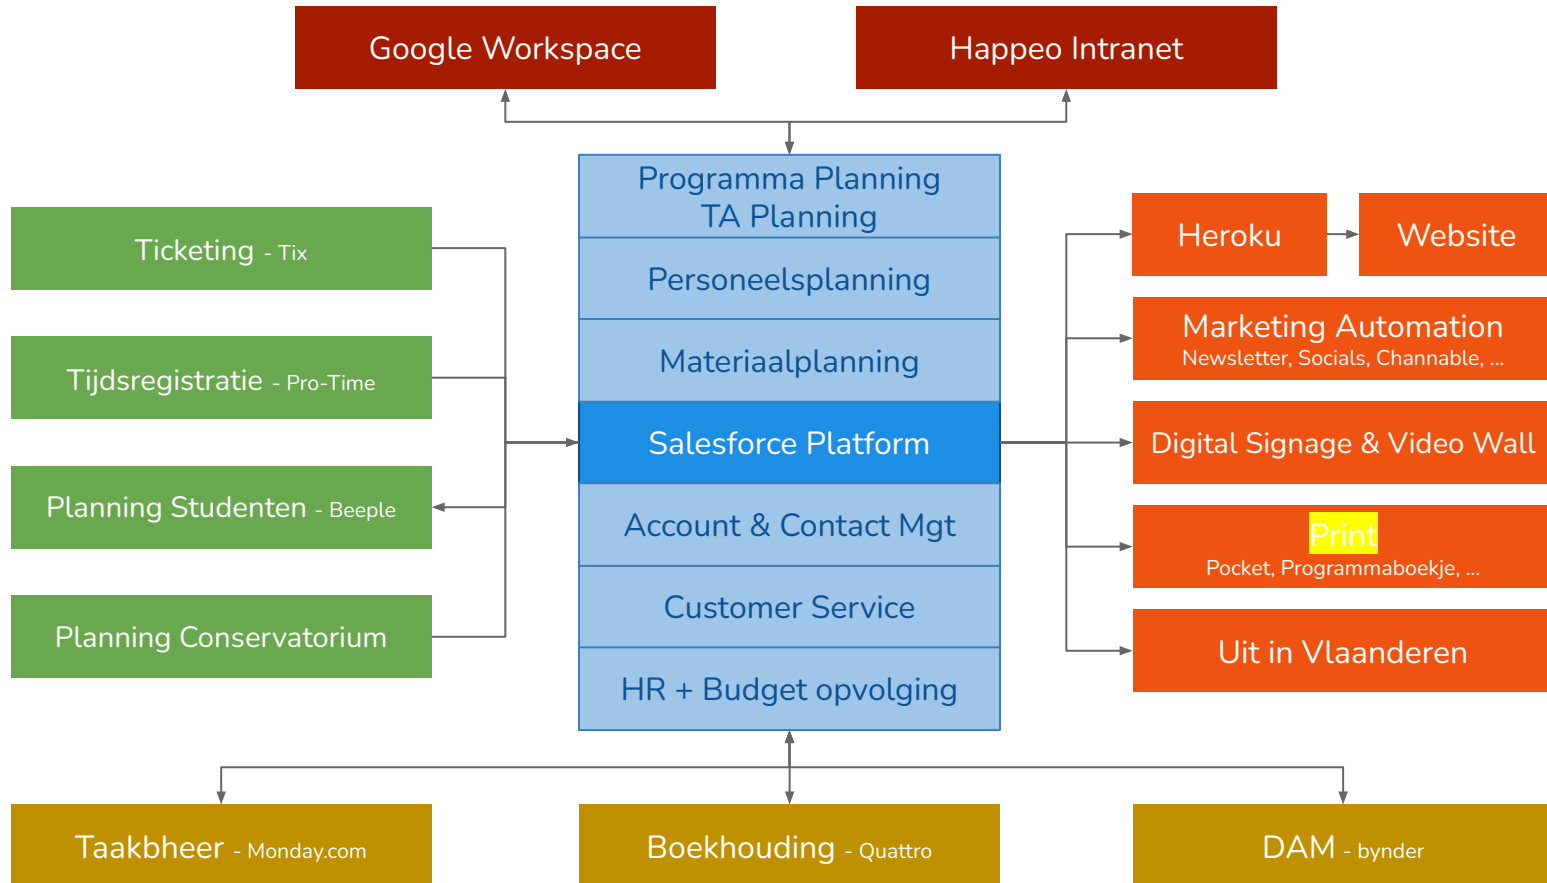 Google Workspace
Happeo Intranet
Programma Planning
TA Planning
Personeelsplanning
Materiaalplanning
Salesforce Platform
Account & Contact Mgt
Customer Service
HR + Budget opvolging
Ticketing - Tix
Tijdsregistratie - Pro-Time
Planning Studenten - Beeple
Planning Conservatorium
Heroku
Website
Marketing Automation
Newsletter, Socials, Channable, ...
Digital Signage & Video Wall
Print
Pocket, Programmaboekje, ...
Uit in Vlaanderen
Taakbheer - Monday.com
Boekhouding - Quattro
DAM - bynder